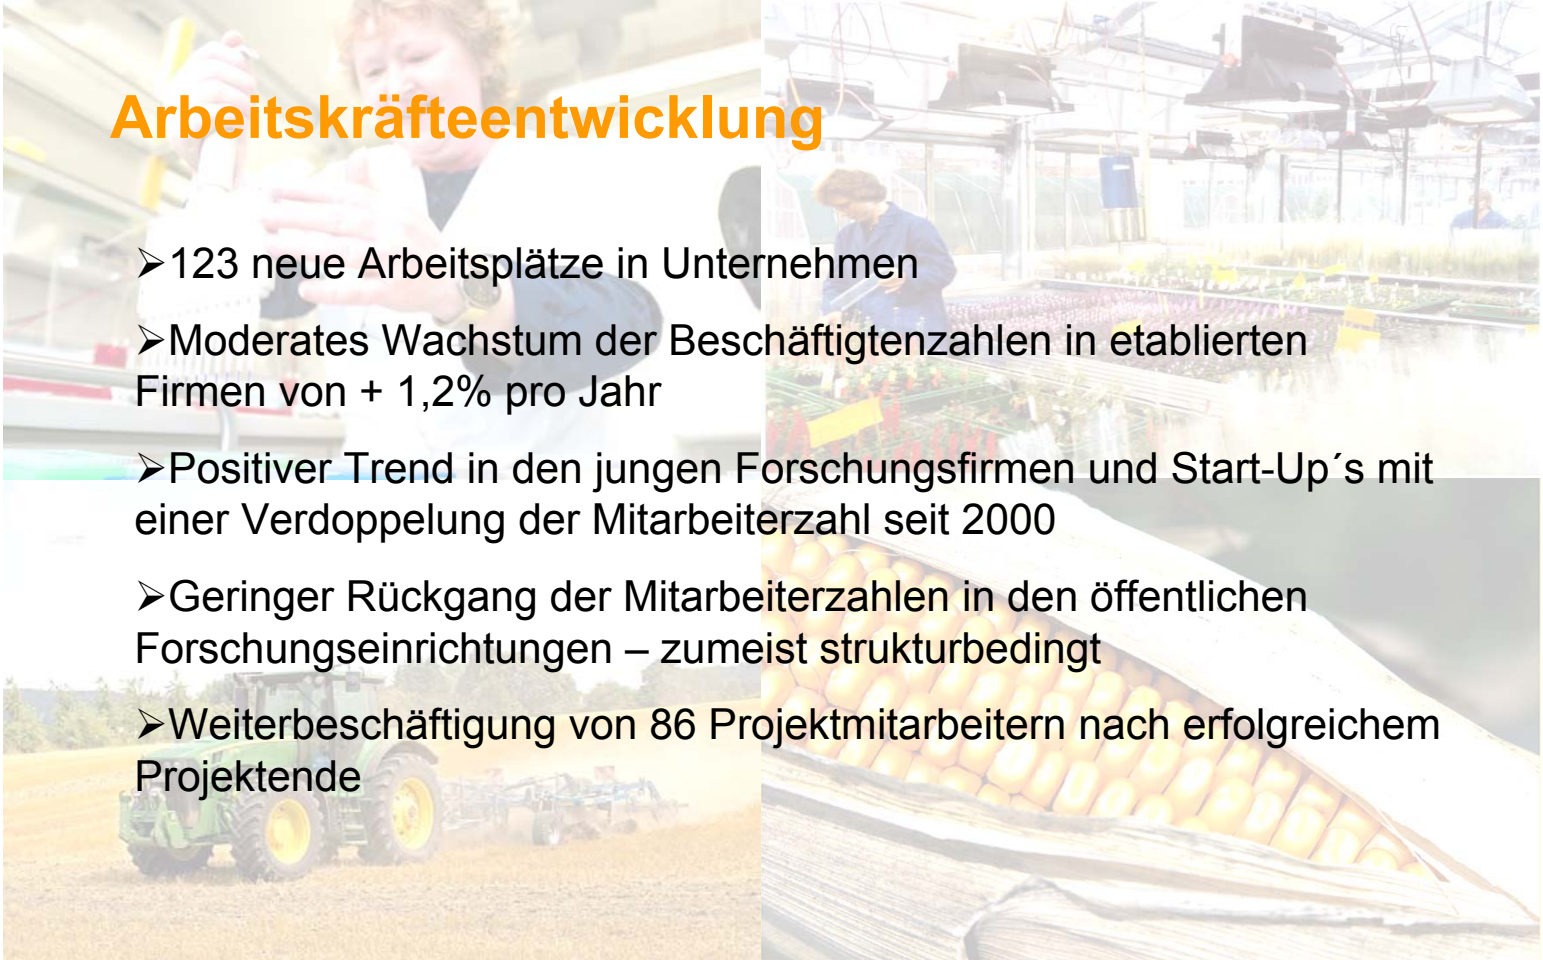 Arbeitskräfteentwicklung
➢123 neue Arbeitsplätze in Unternehmen
➢Moderates Wachstum der Beschäftigtenzahlen in etablierten
Firmen von + 1,2% pro Jahr
➢Positiver Trend in den jungen Forschungsfirmen und Start-Up´s mit
einer Verdoppelung der Mitarbeiterzahl seit 2000
➢Geringer Rückgang der Mitarbeiterzahlen in den öffentlichen
Forschungseinrichtungen – zumeist strukturbedingt
➢Weiterbeschäftigung von 86 Projektmitarbeitern nach erfolgreichem
Projektende